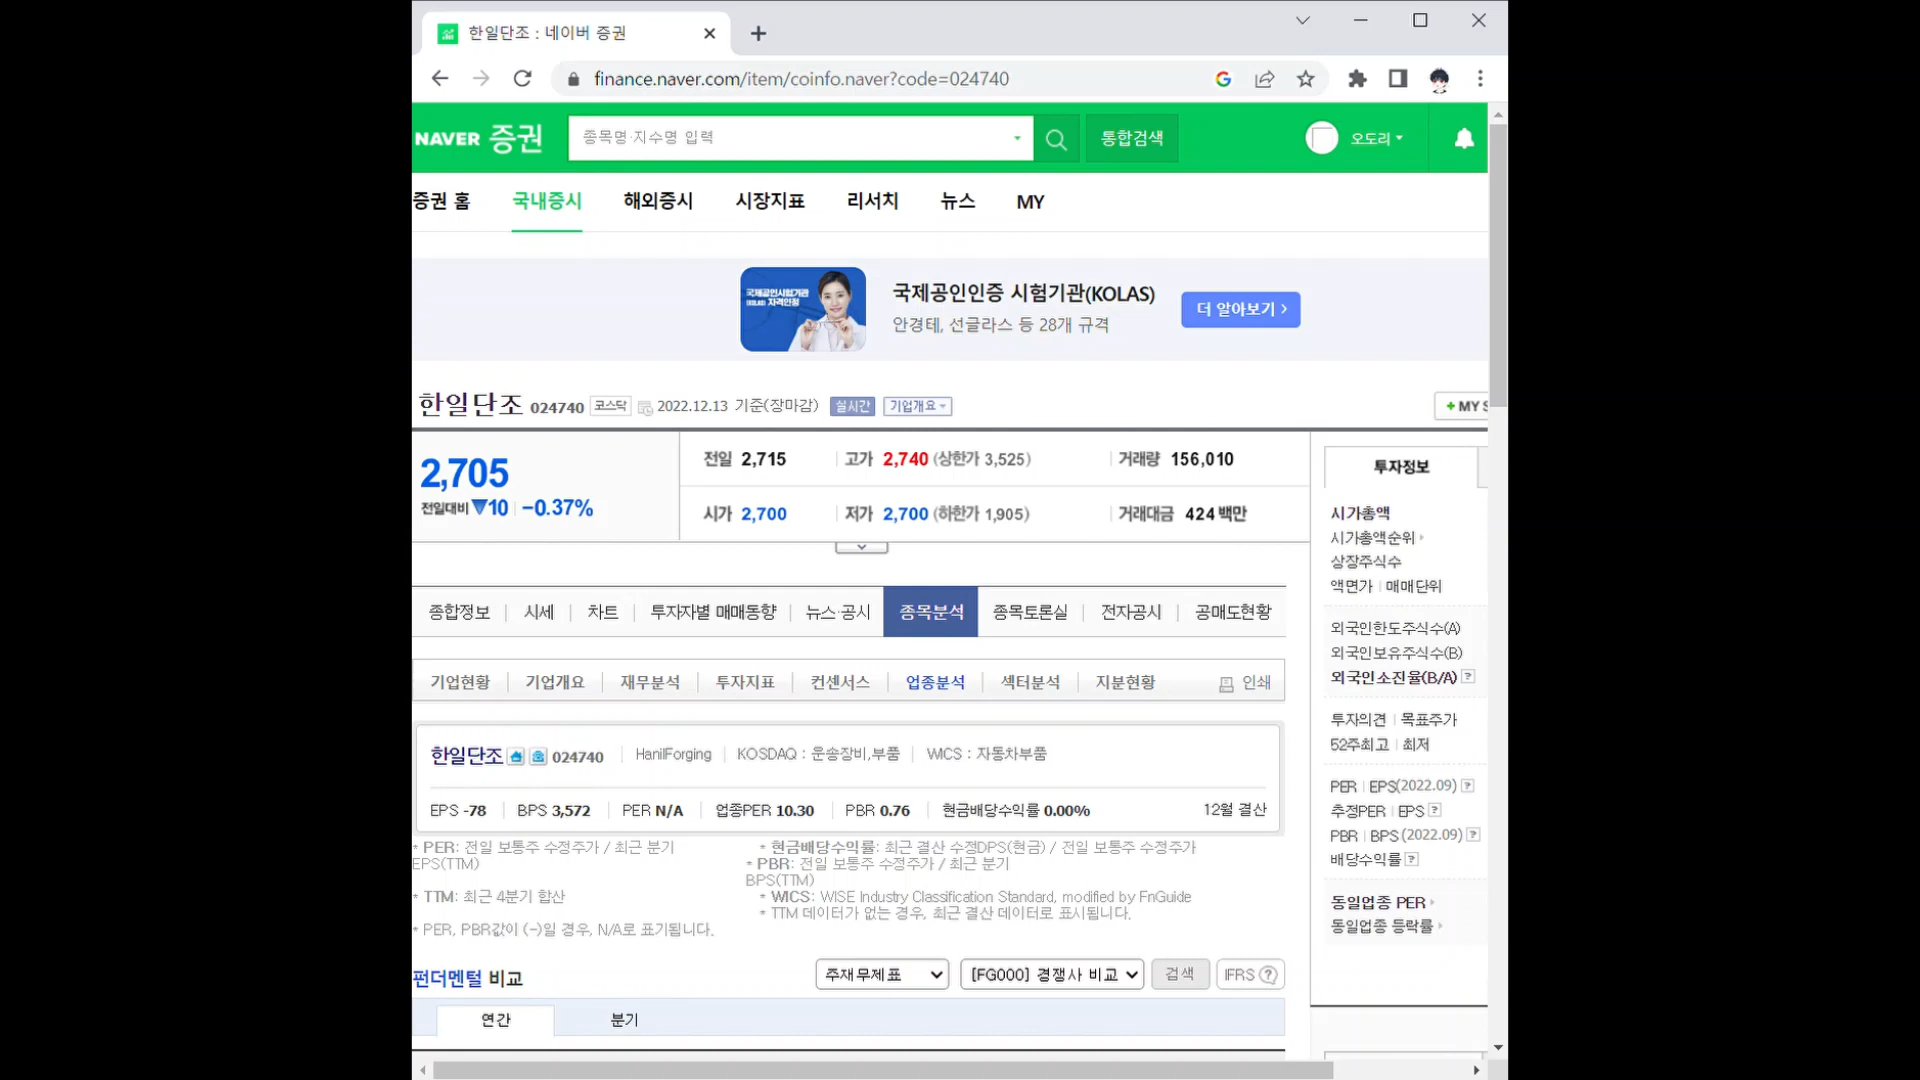 한일단조 : 네이버 증권
finance.naver.com/item/coinfo.naver?code=024740
NAVER 증권 종목명·지수명 입력 통합검색 오도리
증권 홈 국내증시 해외증시 시장지표 리서치 뉴스 MY
국제공인시험기관
(KOLAS) 자격인정
국제공인인증 시험기관(KOLAS)
안경테, 선글라스 등 28개 규격
더 알아보기 >
한일단조 024740 코스닥 2022.12.13 기준(장마감) 실시간 기업개요
+ MY S
2,705
전일대비 ▼10 -0.37%
전일 2,715 고가 2,740 (상한가 3,525) 거래량 156,010
시가 2,700 저가 2,700 (하한가 1,905) 거래대금 424 백만
종합정보 시세 차트 투자자별 매매동향 뉴스·공시 종목분석 종목토론실 전자공시 공매도현황
기업현황 기업개요 재무분석 투자지표 컨센서스 업종분석 섹터분석 지분현황 인쇄
한일단조 024740 HanilForging KOSDAQ : 운송장비,부품 WICS : 자동차부품
EPS -78 BPS 3,572 PER N/A 업종PER 10.30 PBR 0.76 현금배당수익률 0.00% 12월 결산
* PER: 전일 보통주 수정주가 / 최근 분기 EPS(TTM)
* 현금배당수익률: 최근 결산 수정DPS(현금) / 전일 보통주 수정주가
* PBR: 전일 보통주 수정주가 / 최근 분기
BPS(TTM)
* TTM: 최근 4분기 합산
* WICS: WISE Industry Classification Standard, modified by FnGuide
* TTM 데이터가 없는 경우, 최근 결산 데이터로 표시됩니다.
* PER, PBR값이 (-)일 경우, N/A로 표기됩니다.
펀더멘털 비교 주재무제표 [FG000] 경쟁사 비교 검색 IFRS ?
연간 분기
투자정보
시가총액
시가총액순위
상장주식수
액면가 | 매매단위
외국인한도주식수(A)
외국인보유주식수(B)
외국인소진율(B/A) ?
투자의견 | 목표주가
52주최고 | 최저
PER | EPS(2022.09) ?
추정PER | EPS ?
PBR | BPS (2022.09) ?
배당수익률 ?
동일업종 PER
동일업종 등락률